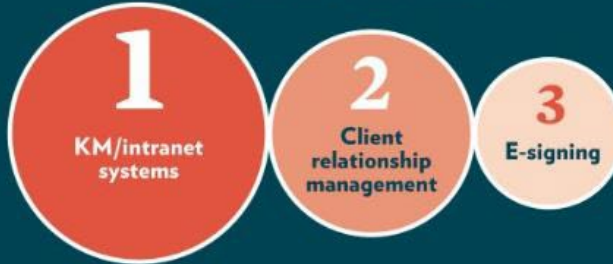 1
KM/intranet
systems
2
Client
relationship
management
3
E-signing